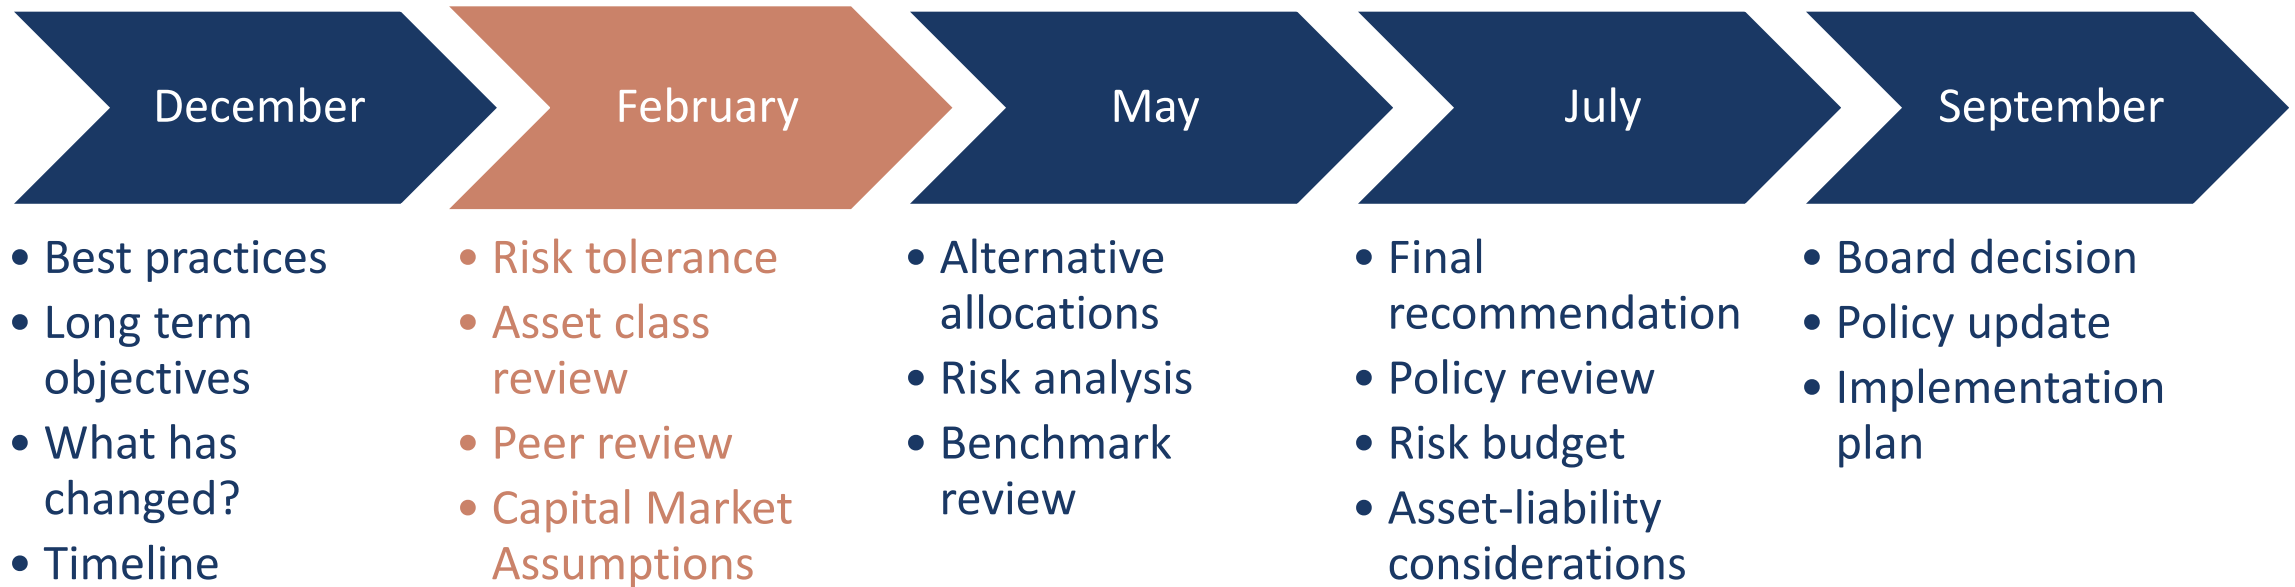 December
February
May
July
September
• Best practices
• Long term
objectives
• What has
changed?
• Timeline
• Risk tolerance
• Asset class
review
• Peer review
• Capital Market
Assumptions
• Alternative
allocations
• Risk analysis
• Benchmark
review
• Final
recommendation
• Policy review
• Risk budget
• Asset-liability
considerations
• Board decision
• Policy update
• Implementation
plan